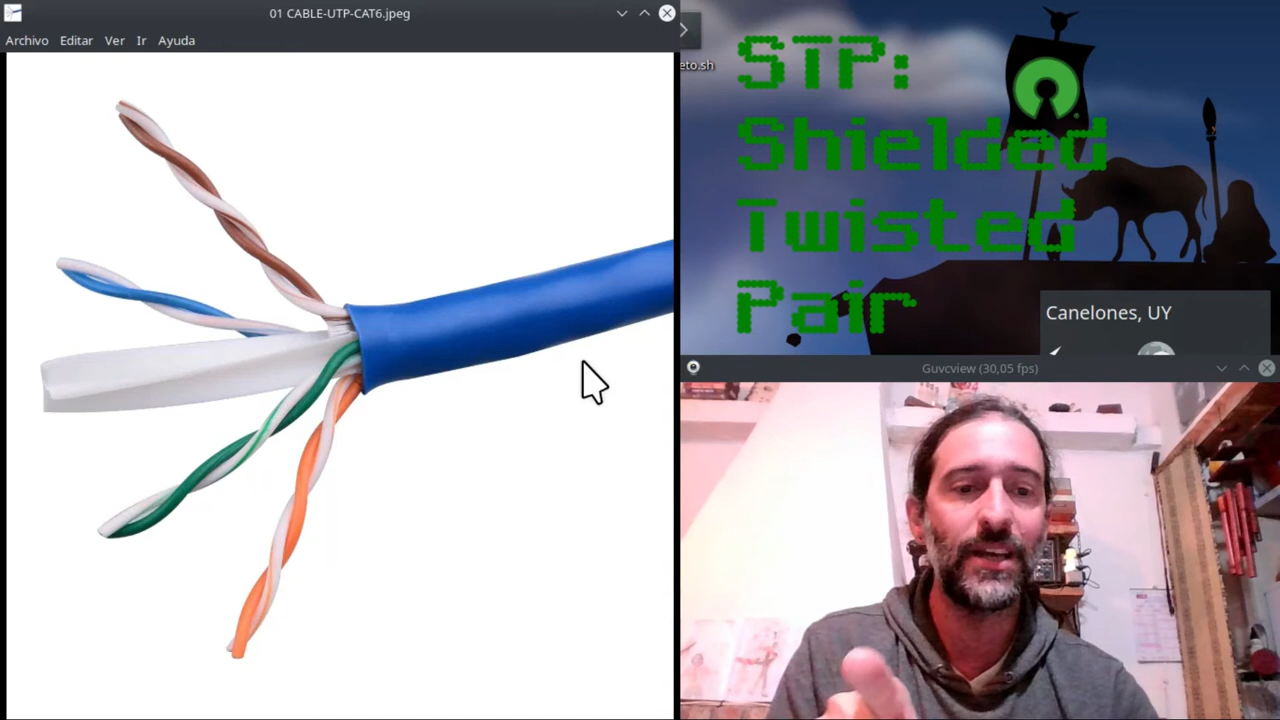 01 CABLE-UTP-CAT6.jpeg
Archivo Editar Ver Ir Ayuda
eto.sh
STP:
Shielded
Twisted
Pair
Canelones, UY
Guvcview (30,05 fps)